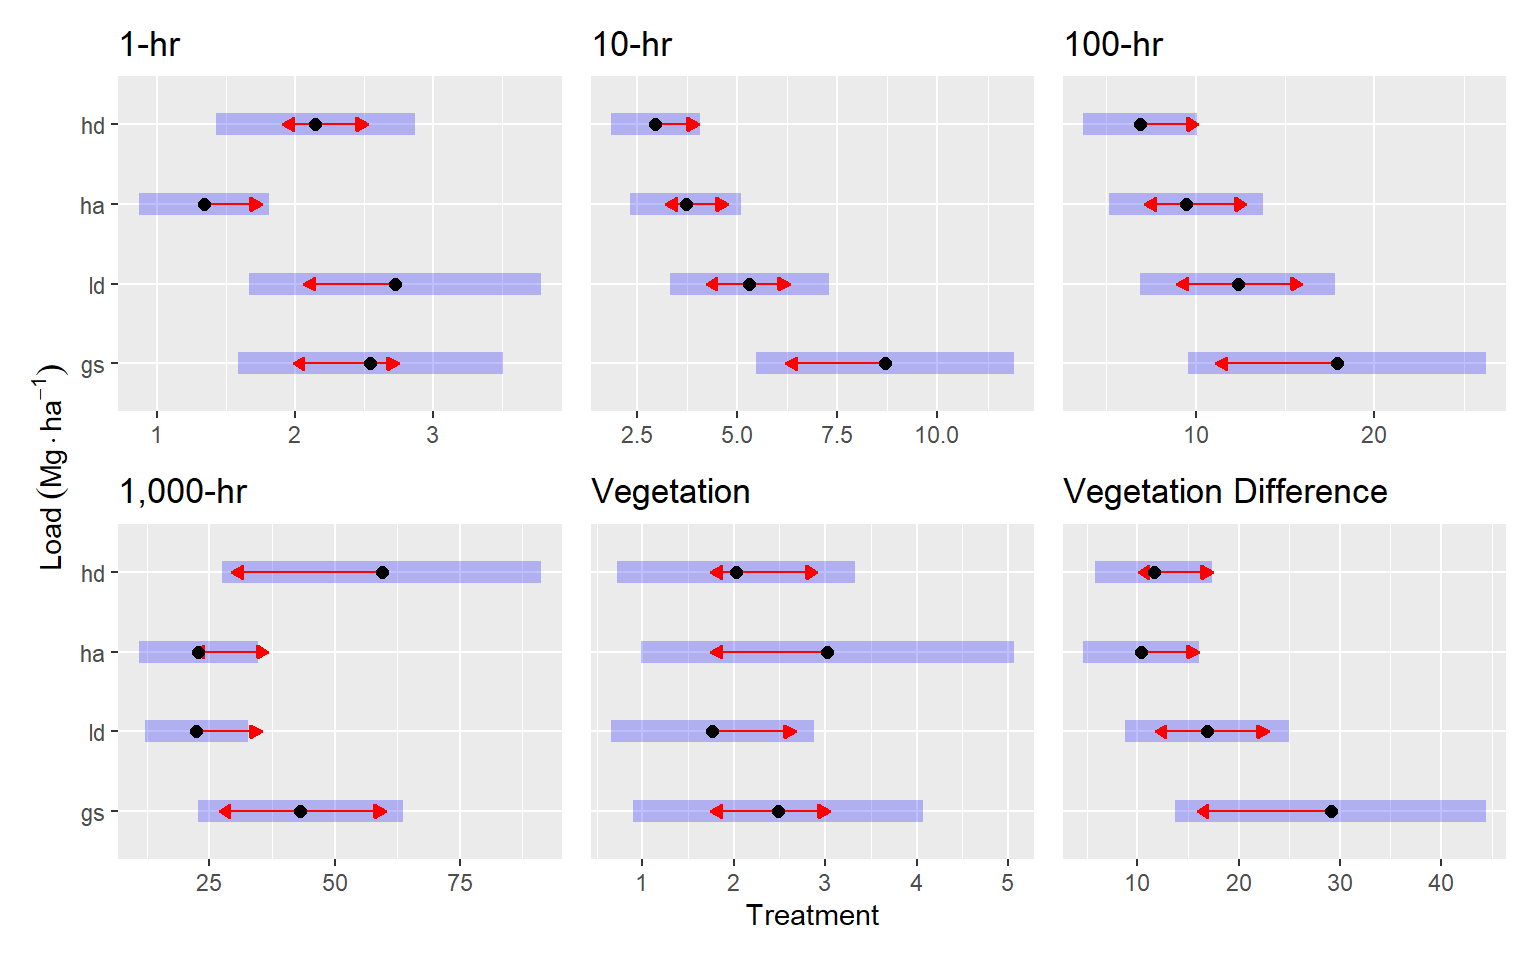 1-hr 10-hr 100-hr
hd
ha
ld
gs
1 2 3 2.5 5.0 7.5 10.0 10 20
Load (Mg · ha⁻¹)
1,000-hr Vegetation Vegetation Difference
hd
ha
ld
gs
25 50 75 1 2 3 4 5 10 20 30 40
Treatment